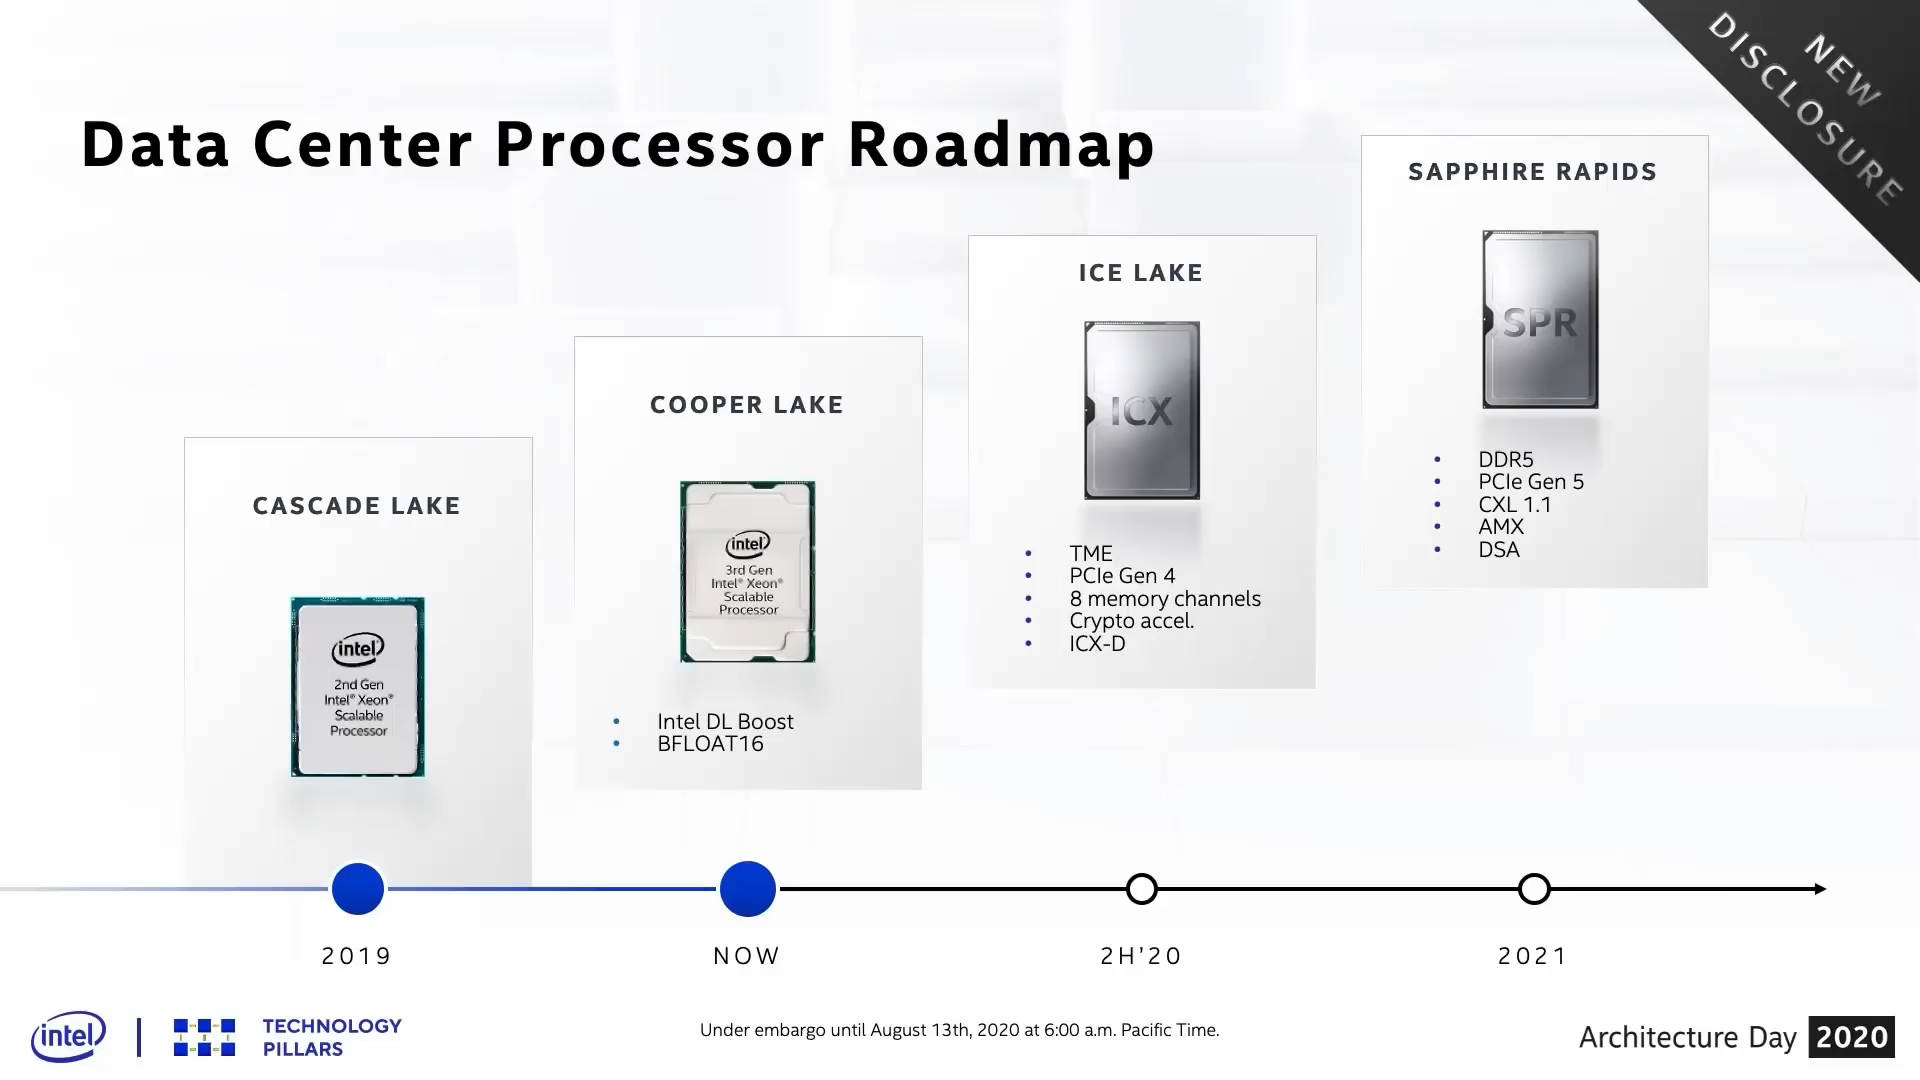 NEW
DISCLOSURE
Data Center Processor Roadmap
CASCADE LAKE
intel
2nd Gen
Intel® Xeon®
Scalable
Processor
COOPER LAKE
intel
3rd Gen
Intel® Xeon®
Scalable
Processor
• Intel DL Boost
• BFLOAT16
ICE LAKE
ICX
• TME
• PCIe Gen 4
• 8 memory channels
• Crypto accel.
• ICX-D
SAPPHIRE RAPIDS
SPR
• DDR5
• PCIe Gen 5
• CXL 1.1
• AMX
• DSA
2019
NOW
2H'20
2021
intel
TECHNOLOGY
PILLARS
Under embargo until August 13th, 2020 at 6:00 a.m. Pacific Time.
Architecture Day 2020